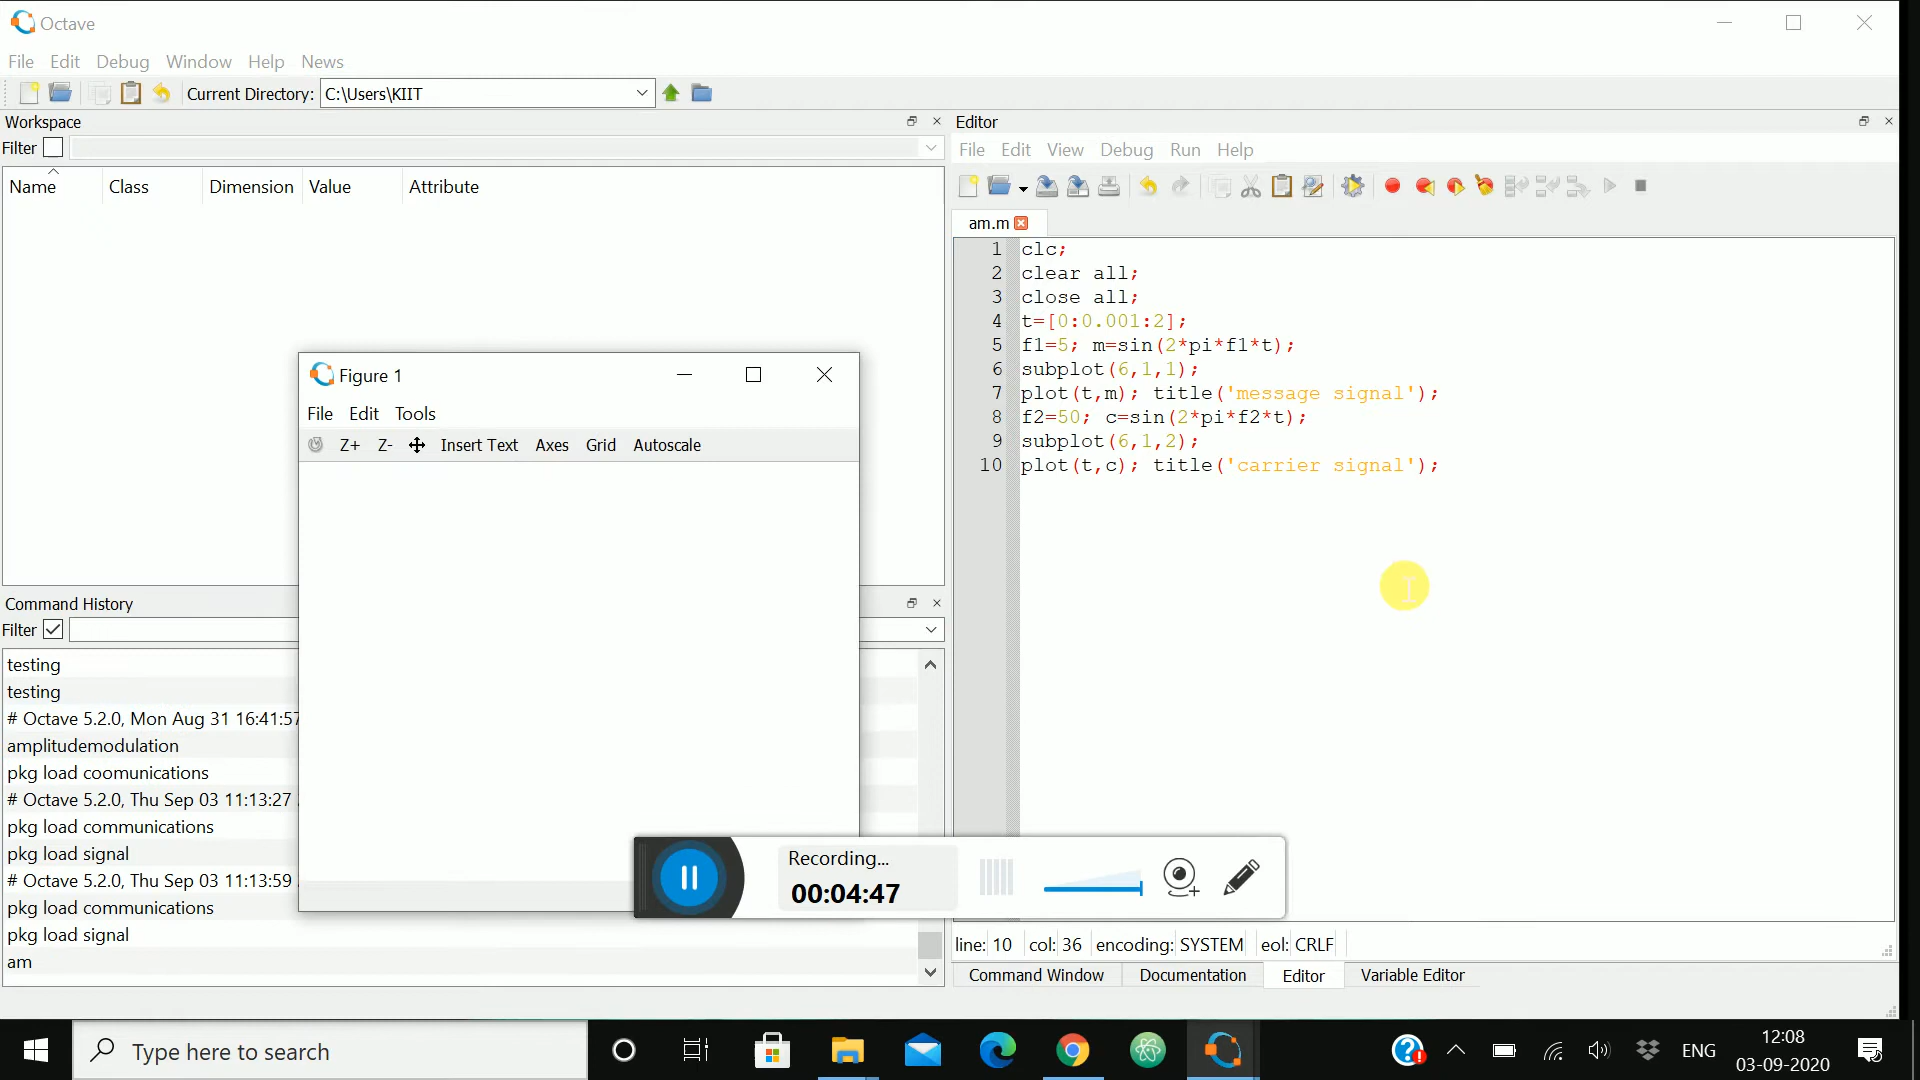 Octave
File Edit Debug Window Help News
Current Directory: C:\Users\KIIT
Workspace
Filter
Name Class Dimension Value Attribute
Editor
File Edit View Debug Run Help
am.m
1 clc;
2 clear all;
3 close all;
4 t=[0:0.001:2];
5 f1=5; m=sin(2*pi*f1*t);
6 subplot(6,1,1);
7 plot(t,m); title('message signal');
8 f2=50; c=sin(2*pi*f2*t);
9 subplot(6,1,2);
10 plot(t,c); title('carrier signal');
Figure 1
File Edit Tools
Z+ Z- Insert Text Axes Grid Autoscale
Command History
Filter
testing
testing
# Octave 5.2.0, Mon Aug 31 16:41:57
amplitudemodulation
pkg load coomunications
# Octave 5.2.0, Thu Sep 03 11:13:27
pkg load communications
pkg load signal
# Octave 5.2.0, Thu Sep 03 11:13:59
pkg load communications
pkg load signal
am
Recording...
00:04:47
line: 10 col: 36 encoding: SYSTEM eol: CRLF
Command Window Documentation Editor Variable Editor
Type here to search
ENG
12:08
03-09-2020